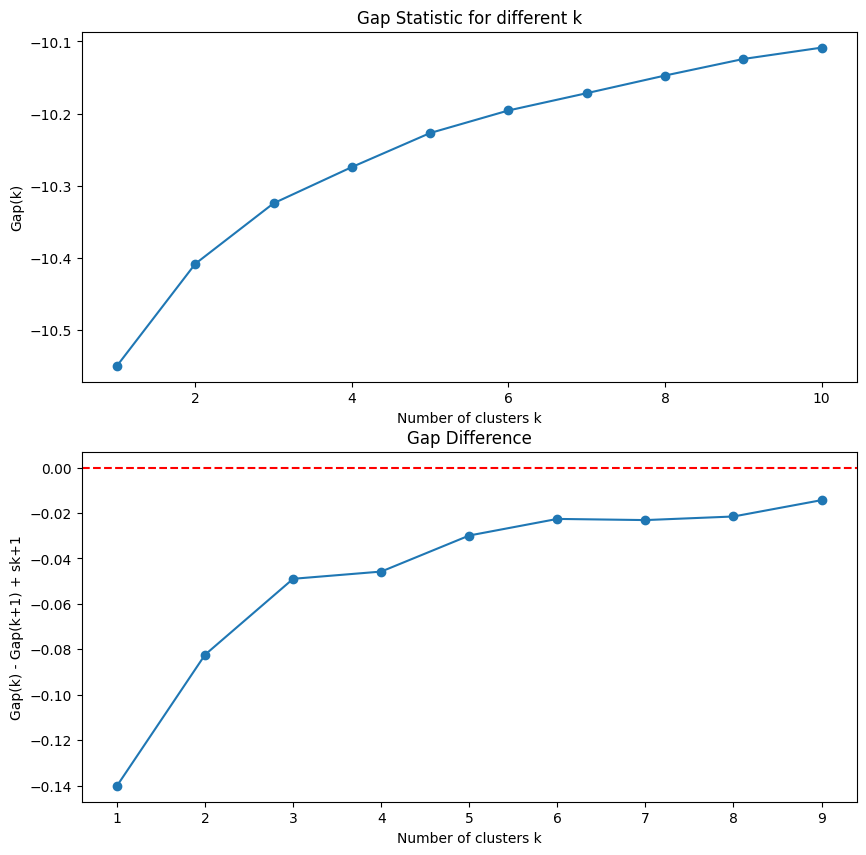 Gap Statistic for different k
−10.1
−10.2
−10.3
−10.4
−10.5
Gap(k)
2 4 6 8 10
Number of clusters k
Gap Difference
0.00
−0.02
−0.04
−0.06
−0.08
−0.10
−0.12
−0.14
Gap(k) - Gap(k+1) + sk+1
1 2 3 4 5 6 7 8 9
Number of clusters k